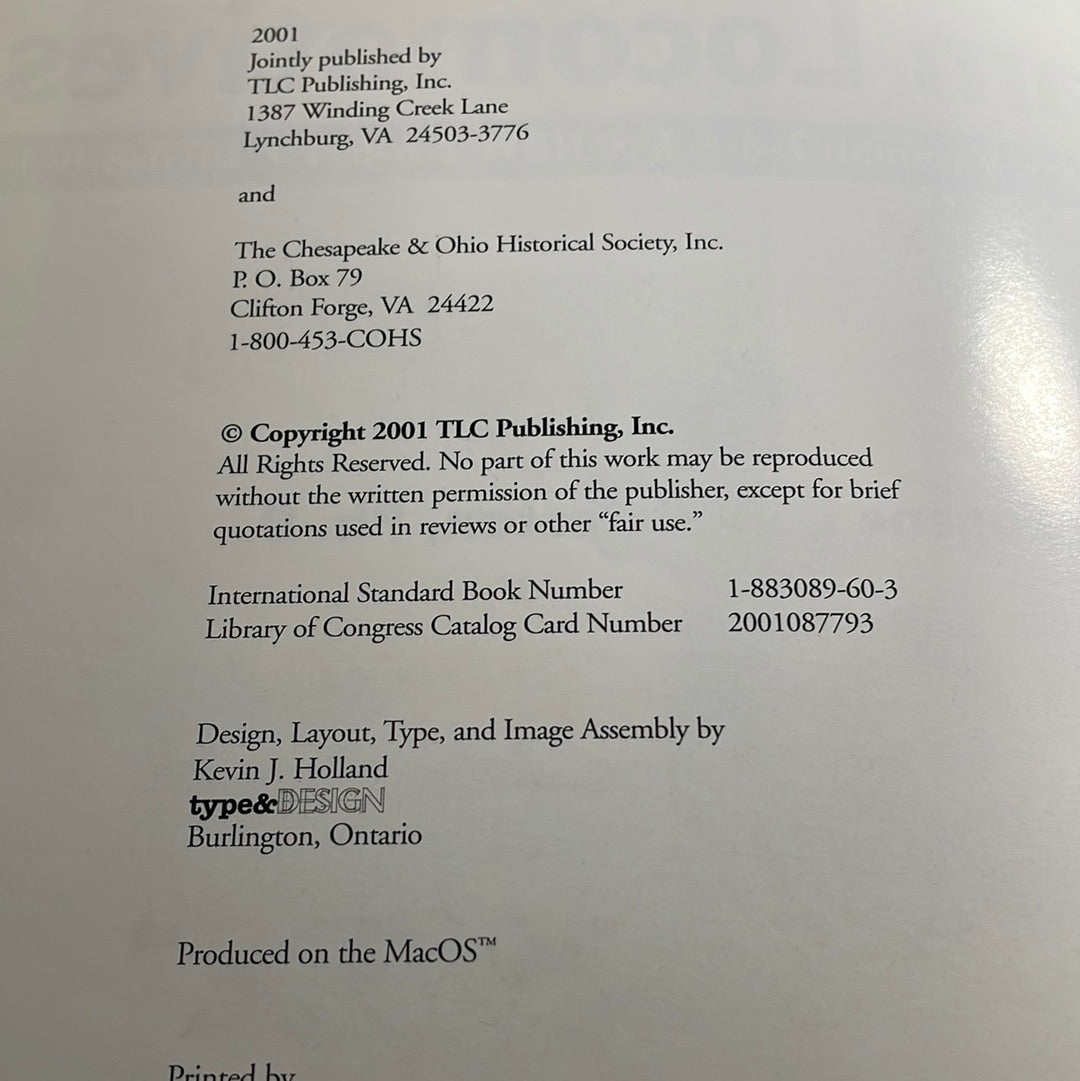 2001
Jointly published by
TLC Publishing, Inc.
1387 Winding Creek Lane
Lynchburg, VA 24503-3776
and
The Chesapeake & Ohio Historical Society, Inc.
P. O. Box 79
Clifton Forge, VA 24422
1-800-453-COHS
© Copyright 2001 TLC Publishing, Inc.
All Rights Reserved. No part of this work may be reproduced
without the written permission of the publisher, except for brief
quotations used in reviews or other “fair use.”
International Standard Book Number 1-883089-60-3
Library of Congress Catalog Card Number 2001087793
Design, Layout, Type, and Image Assembly by
Kevin J. Holland
type&DESIGN
Burlington, Ontario
Produced on the MacOS™
Printed by